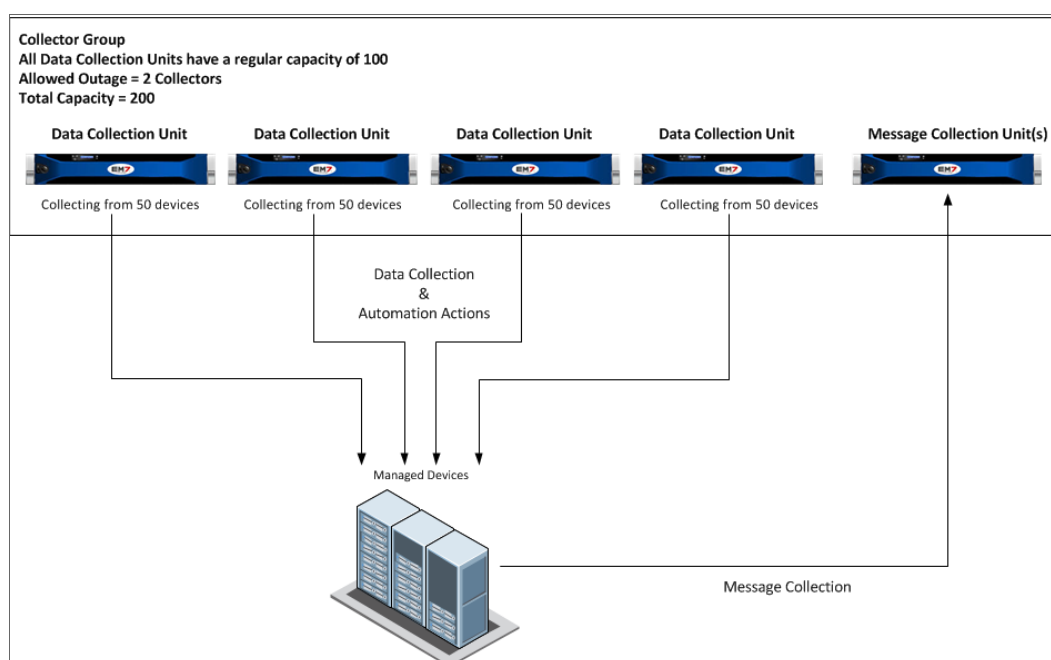 Collector Group
All Data Collection Units have a regular capacity of 100
Allowed Outage = 2 Collectors
Total Capacity = 200
Data Collection Unit
Data Collection Unit
Data Collection Unit
Data Collection Unit
Message Collection Unit(s)
EM7
EM7
EM7
EM7
EM7
Collecting from 50 devices
Collecting from 50 devices
Collecting from 50 devices
Collecting from 50 devices
Data Collection
&
Automation Actions
Managed Devices
Message Collection